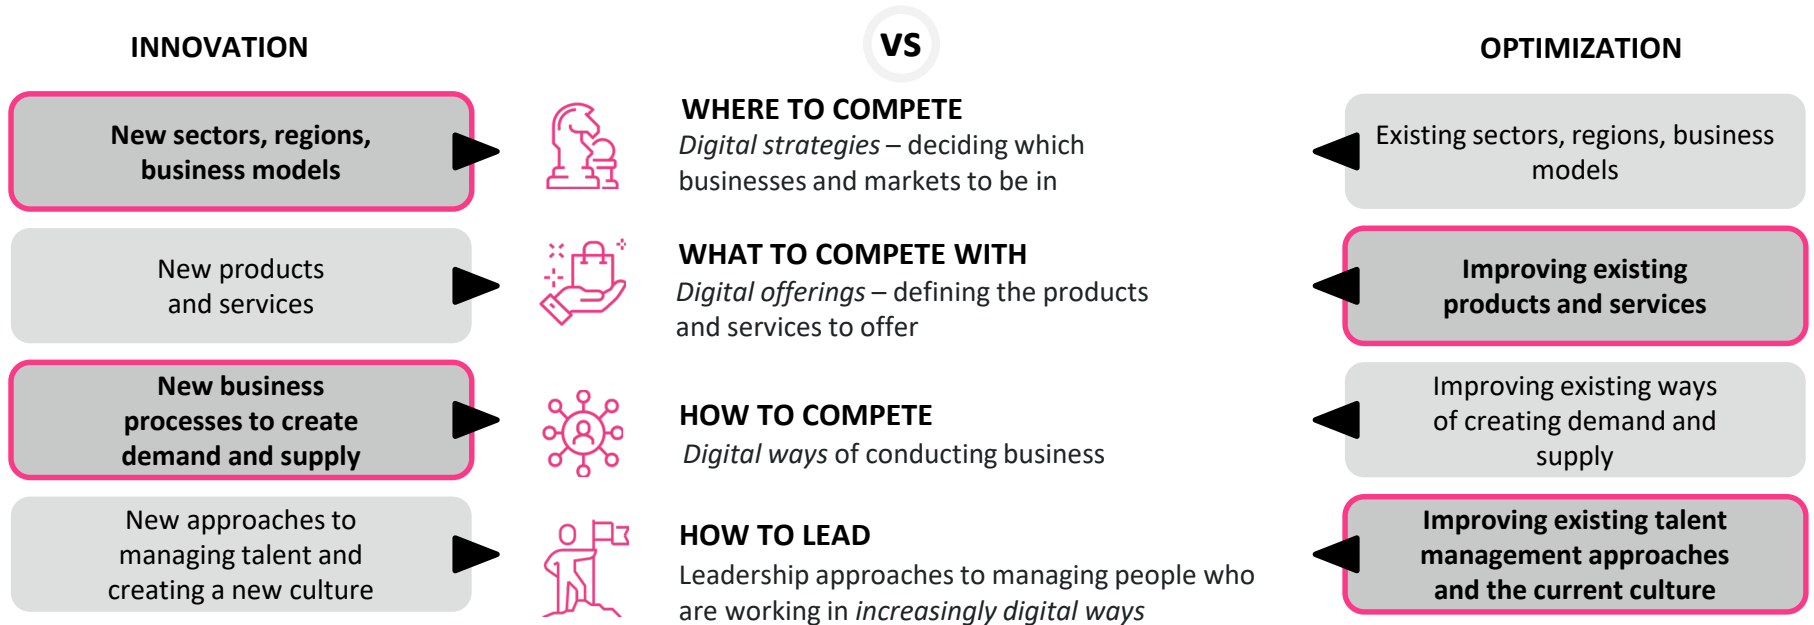 INNOVATION
VS
OPTIMIZATION
New sectors, regions,
business models
WHERE TO COMPETE
Digital strategies – deciding which
businesses and markets to be in
Existing sectors, regions, business
models
New products
and services
WHAT TO COMPETE WITH
Digital offerings – defining the products
and services to offer
Improving existing
products and services
New business
processes to create
demand and supply
HOW TO COMPETE
Digital ways of conducting business
Improving existing ways
of creating demand and
supply
New approaches to
managing talent and
creating a new culture
HOW TO LEAD
Leadership approaches to managing people who
are working in increasingly digital ways
Improving existing talent
management approaches
and the current culture